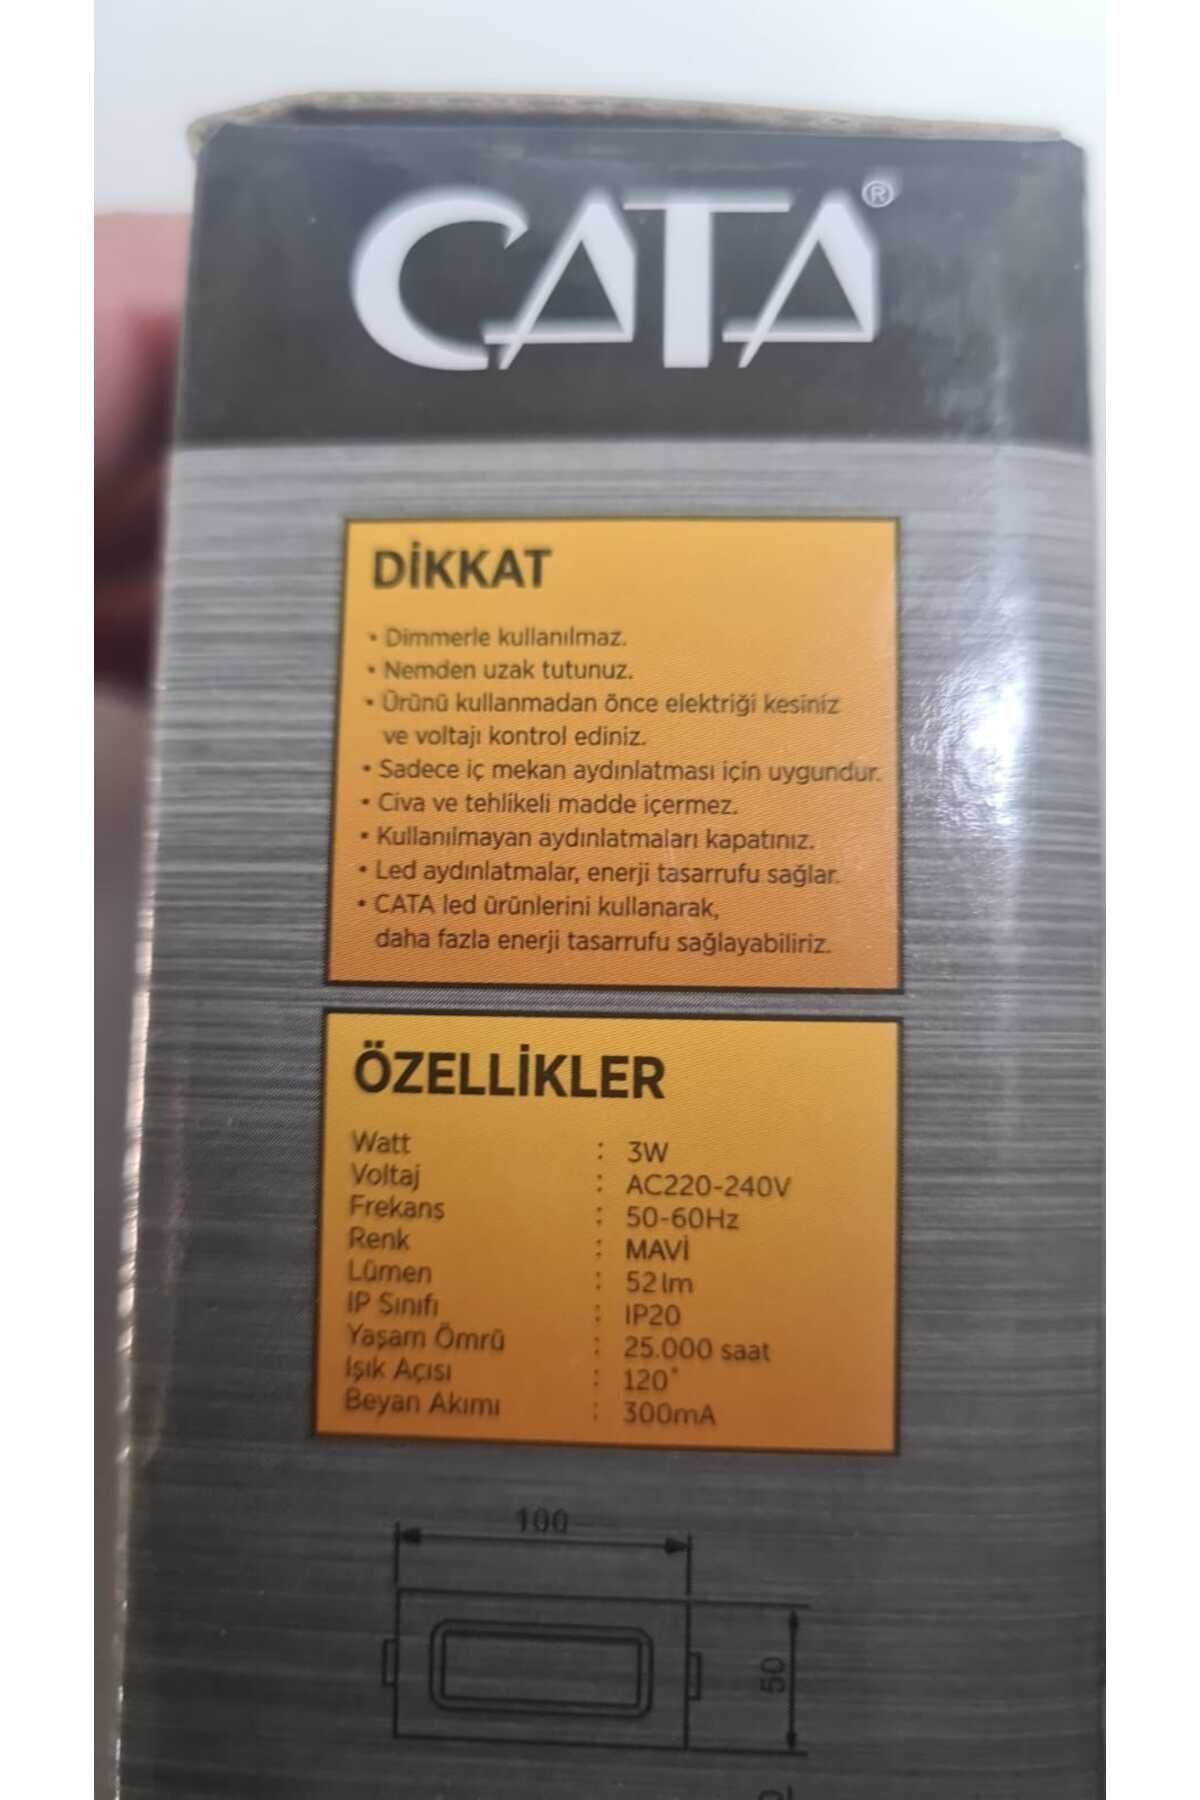 CATA®
DİKKAT
• Dimmerle kullanılmaz.
• Nemden uzak tutunuz.
• Ürünü kullanmadan önce elektriği kesiniz
ve voltajı kontrol ediniz.
• Sadece iç mekan aydınlatması için uygundur.
• Civa ve tehlikeli madde içermez.
• Kullanılmayan aydınlatmaları kapatınız.
• Led aydınlatmalar, enerji tasarrufu sağlar.
• CATA led ürünlerini kullanarak,
daha fazla enerji tasarrufu sağlayabiliriz.
ÖZELLİKLER
Watt : 3W
Voltaj : AC220-240V
Frekans : 50-60Hz
Renk : MAVİ
Lümen : 52 lm
IP Sınıfı : IP20
Yaşam Ömrü : 25.000 saat
Işık Açısı : 120°
Beyan Akımı : 300mA
100
50